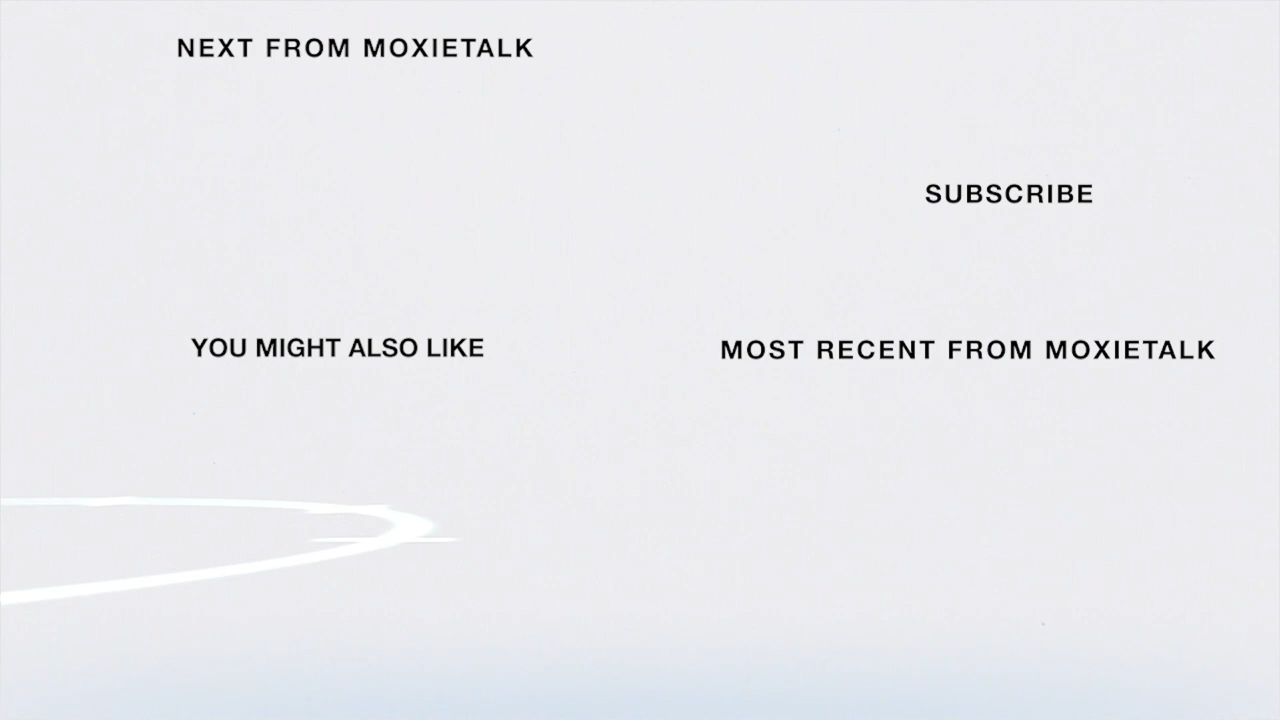 NEXT FROM MOXIETALK
SUBSCRIBE
YOU MIGHT ALSO LIKE
MOST RECENT FROM MOXIETALK